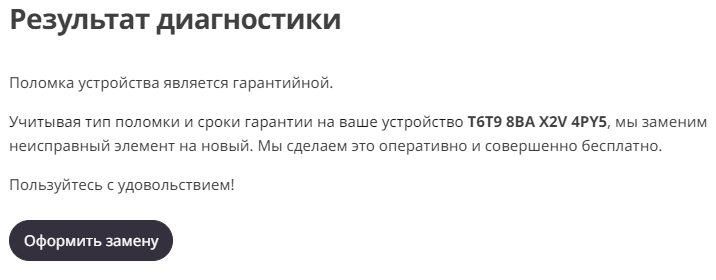 Результат диагностики
Поломка устройства является гарантийной.
Учитывая тип поломки и сроки гарантии на ваше устройство T6T9 8BA X2V 4PY5, мы заменим
неисправный элемент на новый. Мы сделаем это оперативно и совершенно бесплатно.
Пользуйтесь с удовольствием!
Оформить замену